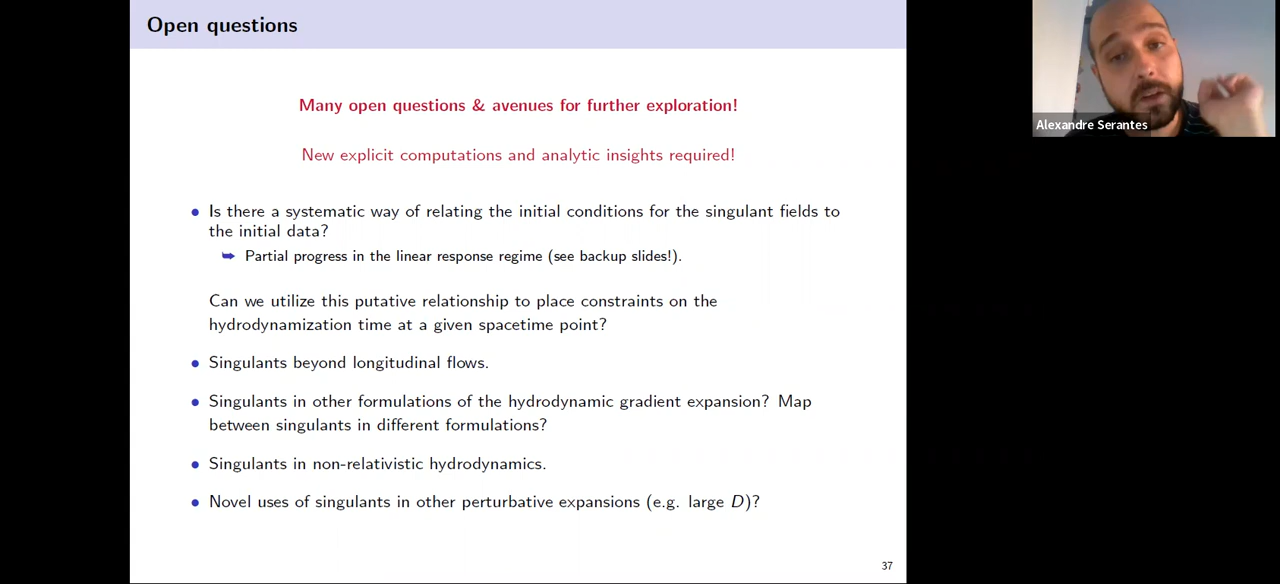 Open questions
Many open questions & avenues for further exploration!
New explicit computations and analytic insights required!
• Is there a systematic way of relating the initial conditions for the singulant fields to
the initial data?
➥ Partial progress in the linear response regime (see backup slides!).
Can we utilize this putative relationship to place constraints on the
hydrodynamization time at a given spacetime point?
• Singulants beyond longitudinal flows.
• Singulants in other formulations of the hydrodynamic gradient expansion? Map
between singulants in different formulations?
• Singulants in non-relativistic hydrodynamics.
• Novel uses of singulants in other perturbative expansions (e.g. large D)?
37
Alexandre Serantes